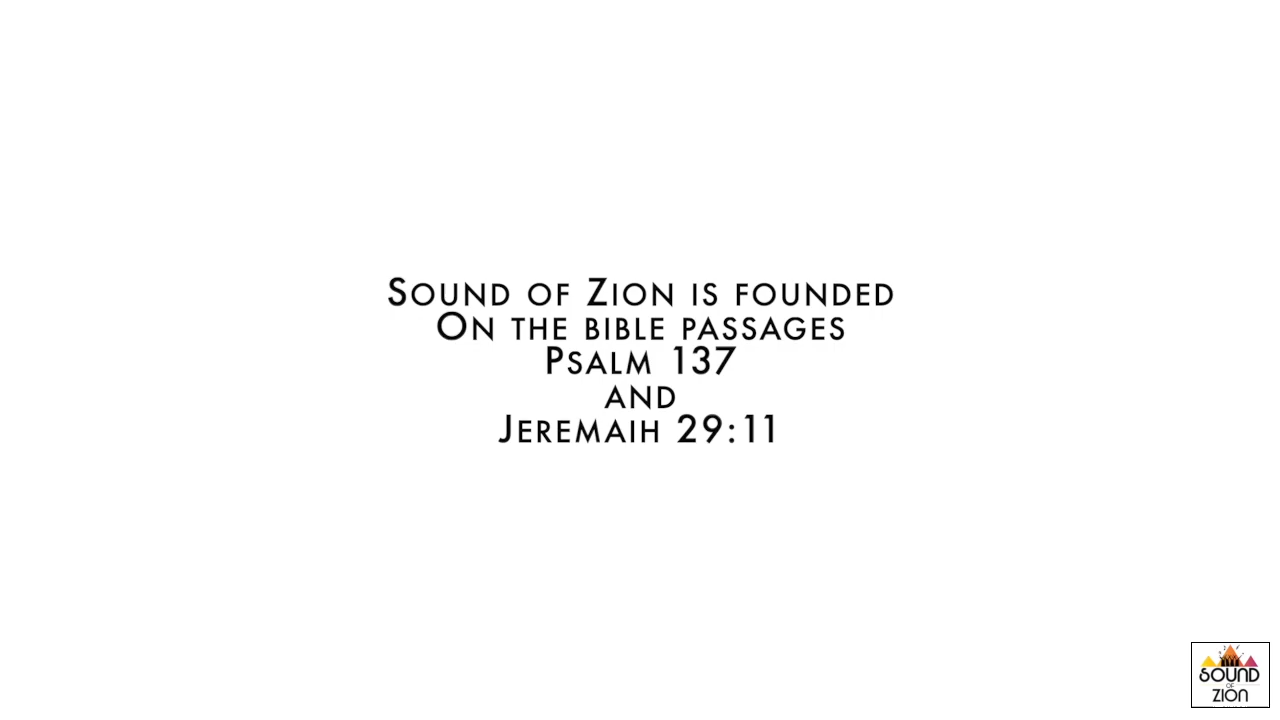 Sound of Zion is founded
On the bible passages
Psalm 137
and
Jeremaih 29:11
SOUND
OF
ZION